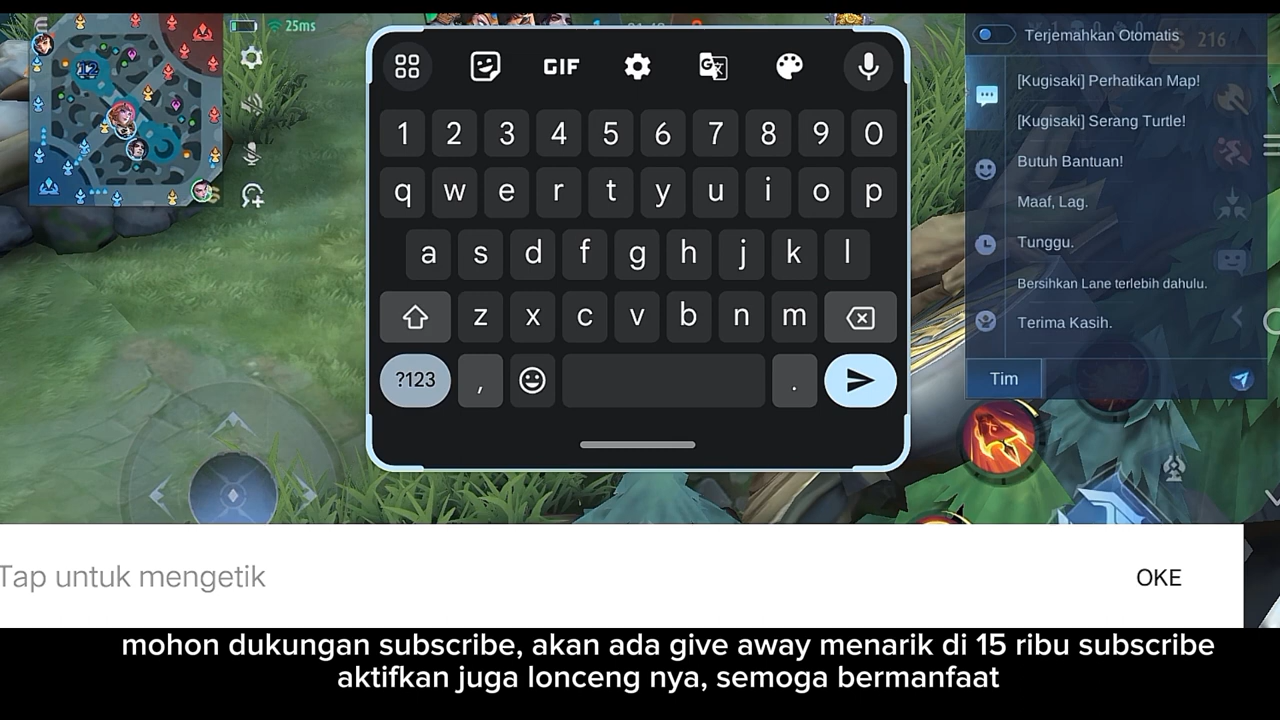 25ms
12
216
Terjemahkan Otomatis
[Kugisaki] Perhatikan Map!
[Kugisaki] Serang Turtle!
Butuh Bantuan!
Maaf, Lag.
Tunggu.
Bersihkan Lane terlebih dahulu.
Terima Kasih.
Tim
GIF
1 2 3 4 5 6 7 8 9 0
q w e r t y u i o p
a s d f g h j k l
z x c v b n m
?123 , .
Tap untuk mengetik
OKE
mohon dukungan subscribe, akan ada give away menarik di 15 ribu subscribe
aktifkan juga lonceng nya, semoga bermanfaat